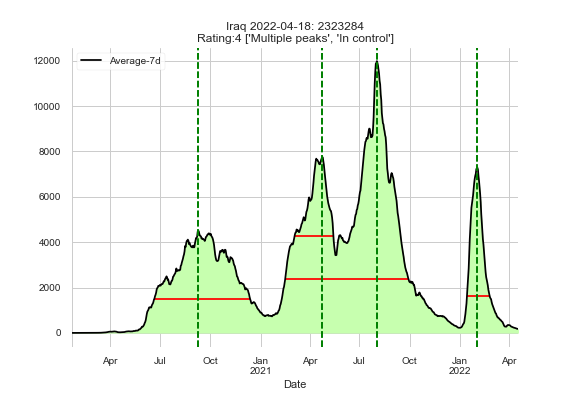 Iraq 2022-04-18: 2323284
Rating:4 ['Multiple peaks', 'In control']
Average-7d
12000
10000
8000
6000
4000
2000
0
Apr Jul Oct Jan Apr Jul Oct Jan Apr
2021 2022
Date